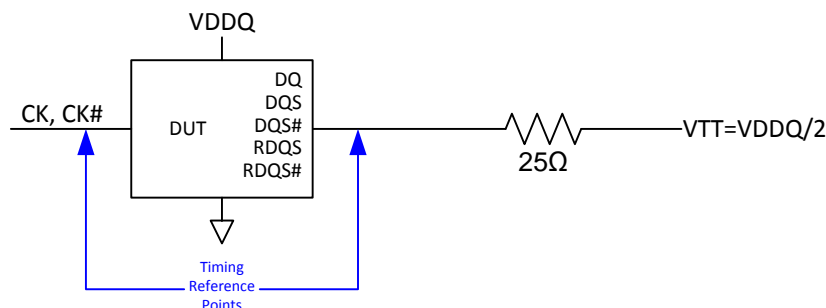 VDDQ
CK, CK#
DUT
DQ
DQS
DQS#
RDQS
RDQS#
25Ω
VTT=VDDQ/2
Timing
Reference
Points